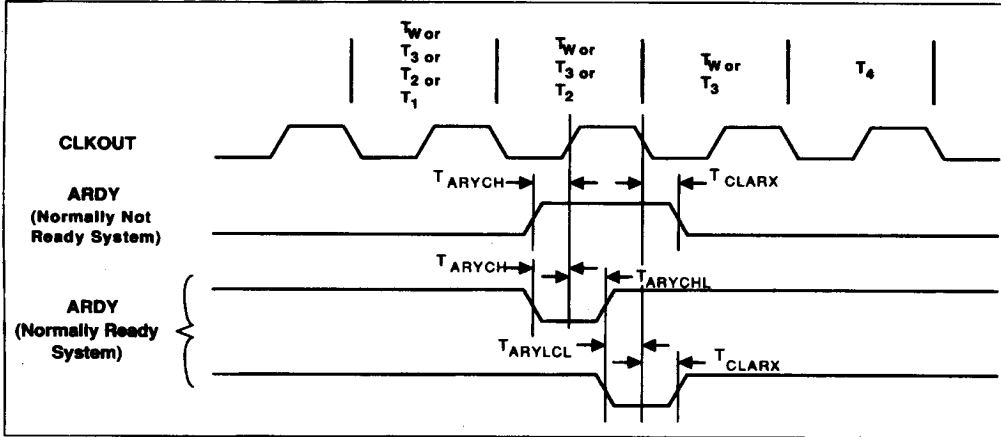 TW or
T3 or
T2 or
T1
TW or
T3 or
T2
TW or
T3
T4
CLKOUT
TARYCH
TCLARX
ARDY
(Normally Not
Ready System)
TARYCH
TARYCHL
ARDY
(Normally Ready
System)
TARYLCL
TCLARX